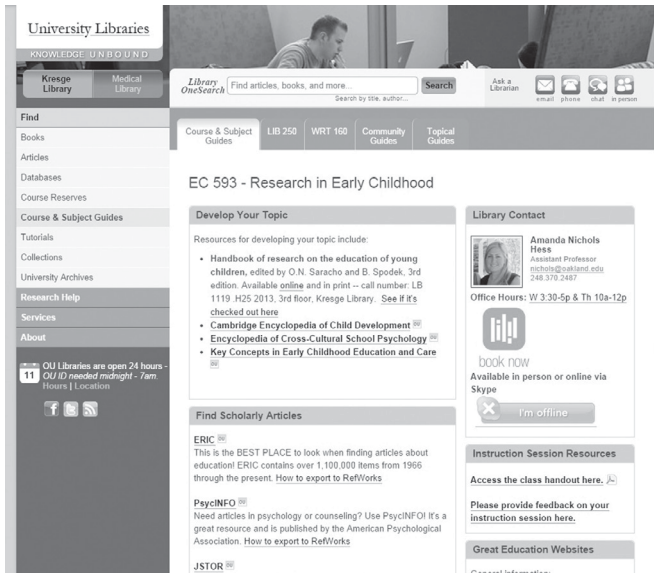 University Libraries
KNOWLEDGE UNBOUND
Kresge
Library
Medical
Library
Library
OneSearch
Find articles, books, and more...
Search
Search by title, author...
Ask a
Librarian
email
phone
chat
in person
Find
Books
Articles
Databases
Course Reserves
Course & Subject Guides
Tutorials
Collections
University Archives
Research Help
Services
About
11
OU Libraries are open 24 hours -
OU ID needed midnight - 7am.
Hours | Location
Course & Subject
Guides
LIB 250
WRT 160
Community
Guides
Topical
Guides
EC 593 - Research in Early Childhood
Develop Your Topic
Resources for developing your topic include:
• Handbook of research on the education of young
children, edited by O.N. Saracho and B. Spodek, 3rd
edition. Available online and in print -- call number: LB
1119 .H25 2013, 3rd floor, Kresge Library. See if it's
checked out here
• Cambridge Encyclopedia of Child Development
• Encyclopedia of Cross-Cultural School Psychology
• Key Concepts in Early Childhood Education and Care
Find Scholarly Articles
ERIC
This is the BEST PLACE to look when finding articles about
education! ERIC contains over 1,100,000 items from 1966
through the present. How to export to RefWorks
PsycINFO
Need articles in psychology or counseling? Use PsycINFO! It's a
great resource and is published by the American Psychological
Association. How to export to RefWorks
JSTOR
Library Contact
Amanda Nichols
Hess
Assistant Professor
nichols@oakland.edu
248.370.2487
Office Hours: W 3:30-5p & Th 10a-12p
book now
Available in person or online via
Skype
I'm offline
Instruction Session Resources
Access the class handout here.
Please provide feedback on your
instruction session here.
Great Education Websites
General information: